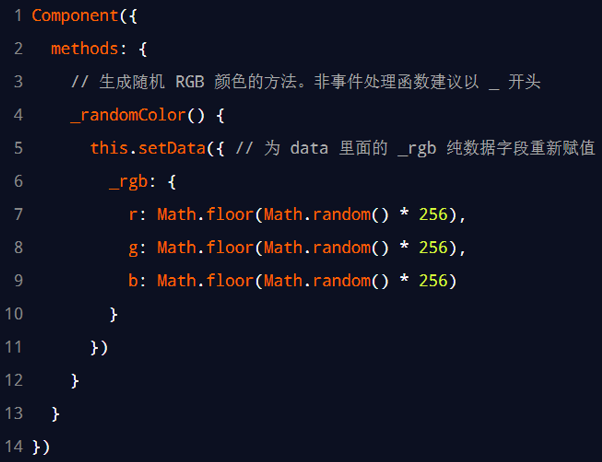 1 Component({
2 methods: {
3 // 生成随机 RGB 颜色的方法。非事件处理函数建议以 _ 开头
4 _randomColor() {
5 this.setData({ // 为 data 里面的 _rgb 纯数据字段重新赋值
6 _rgb: {
7 r: Math.floor(Math.random() * 256),
8 g: Math.floor(Math.random() * 256),
9 b: Math.floor(Math.random() * 256)
10 }
11 })
12 }
13 }
14 })